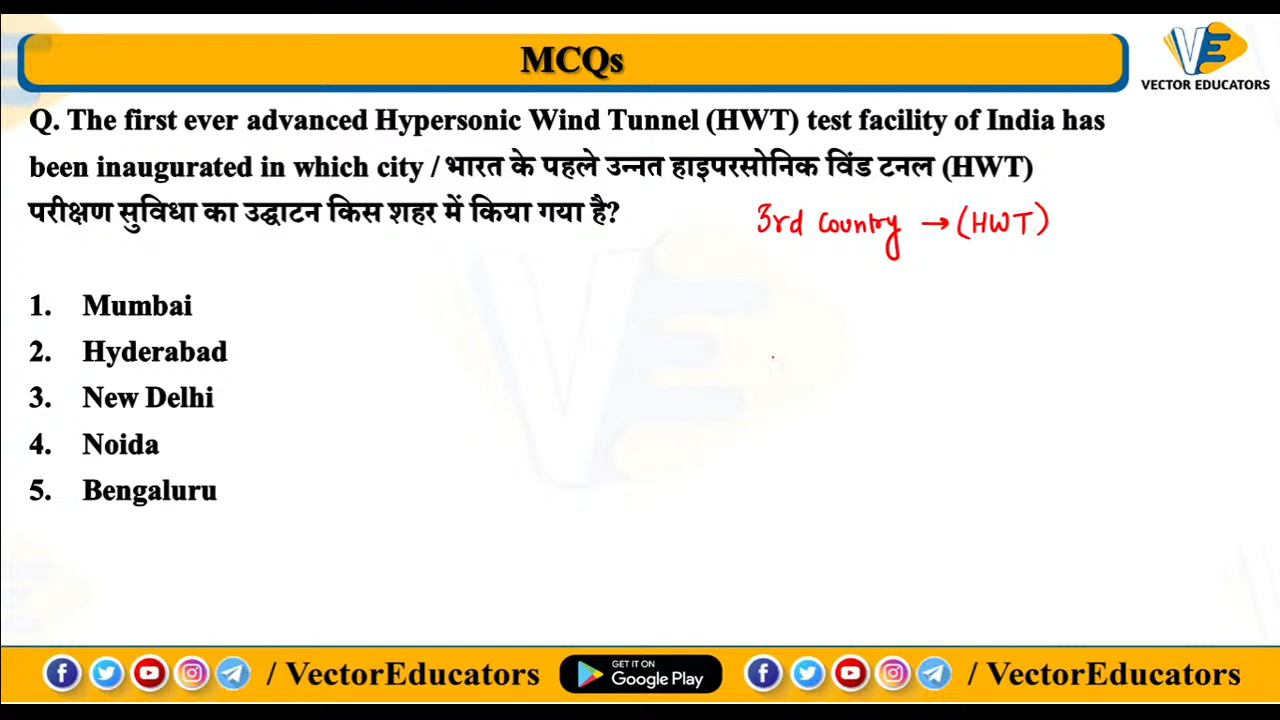 MCQs
VECTOR EDUCATORS
Q. The first ever advanced Hypersonic Wind Tunnel (HWT) test facility of India has
been inaugurated in which city / भारत के पहले उन्नत हाइपरसोनिक विंड टनल (HWT)
परीक्षण सुविधा का उद्घाटन किस शहर में किया गया है?
3rd Country → (HWT)
1. Mumbai
2. Hyderabad
3. New Delhi
4. Noida
5. Bengaluru
/ VectorEducators GET IT ON Google Play / VectorEducators